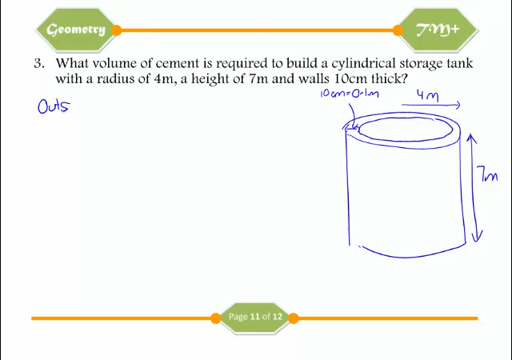 Geometry
7M+
3. What volume of cement is required to build a cylindrical storage tank
with a radius of 4m, a height of 7m and walls 10cm thick?
10cm=0.1m
4m
Outs
7m
Page 11 of 12